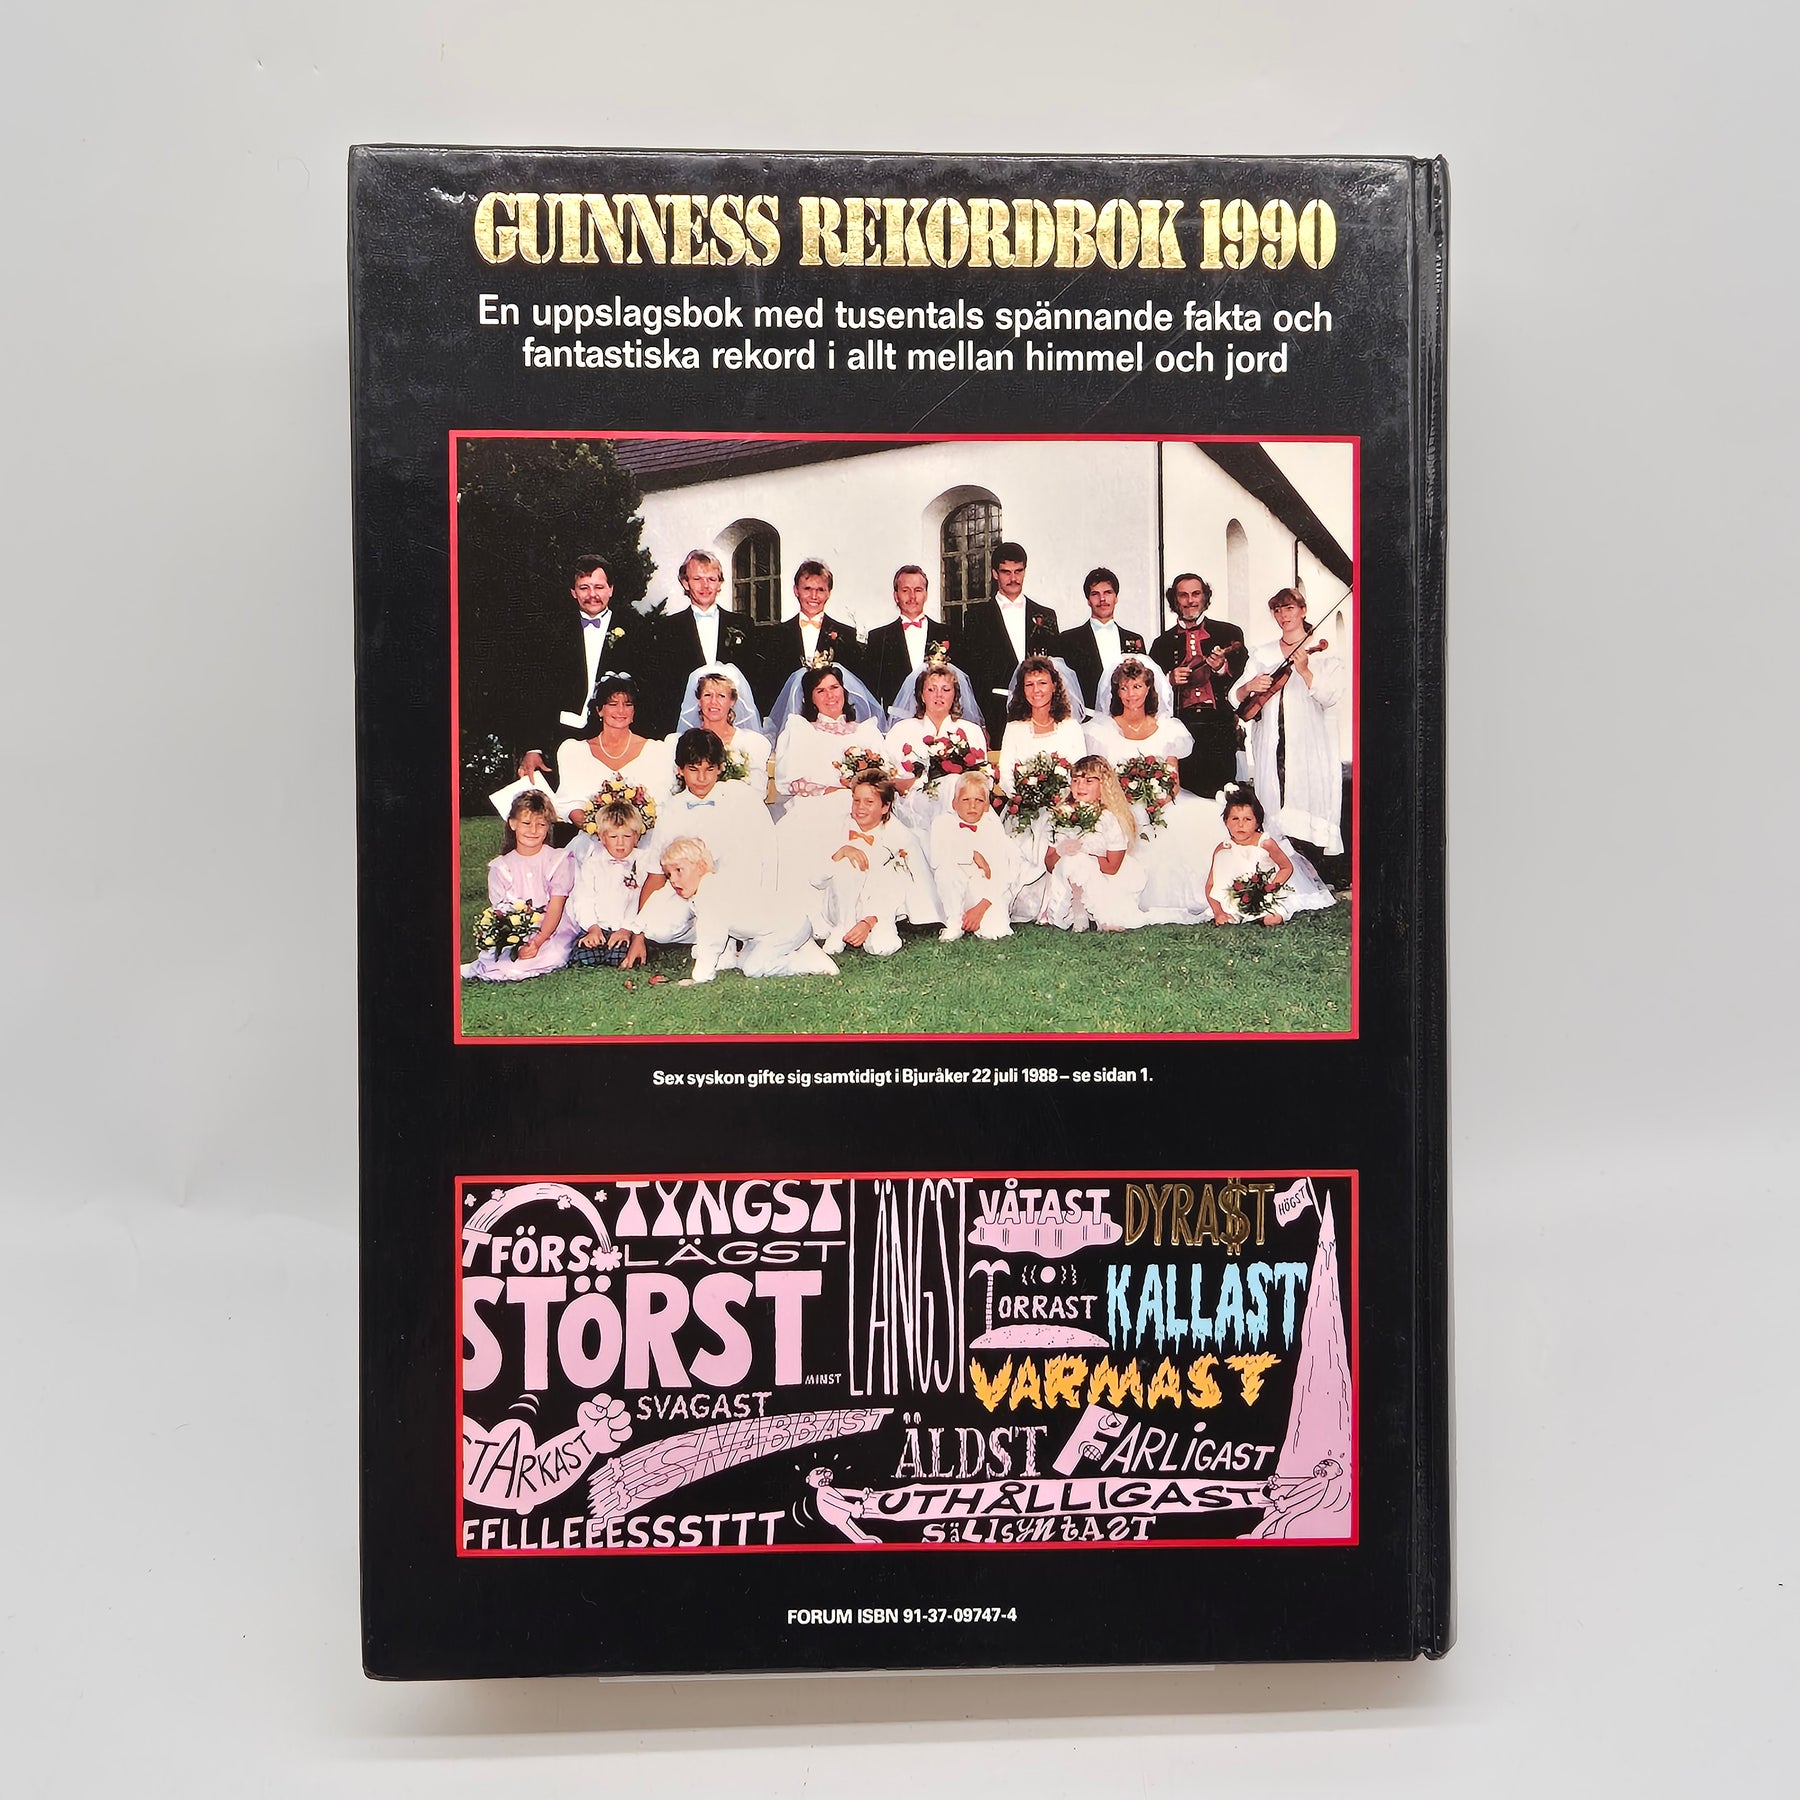 GUINNESS REKORDBOK 1990
En uppslagsbok med tusentals spännande fakta och
fantastiska rekord i allt mellan himmel och jord
Sex syskon gifte sig samtidigt i Bjuråker 22 juli 1988 – se sidan 1.
TYNGST
LÄNGST
VÅTAST
DYRA$T
HÖGST
TFÖRST
LÄGST
STÖRST
MINST
TORRAST
KALLAST
VARMAST
SVAGAST
STARKAST
SNABBAST
ÄLDST
FARLIGAST
UTHÅLLIGAST
FFLLLEEESSSTTT
SäLlSyNtAST
FORUM ISBN 91-37-09747-4